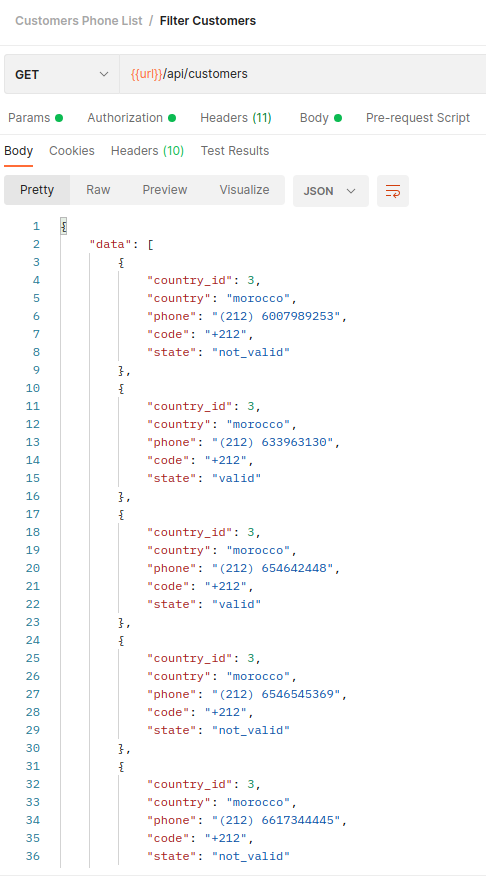 Customers Phone List / Filter Customers
GET {{url}}/api/customers
Params Authorization Headers (11) Body Pre-request Script
Body Cookies Headers (10) Test Results
Pretty Raw Preview Visualize JSON
1 {
2 "data": [
3 {
4 "country_id": 3,
5 "country": "morocco",
6 "phone": "(212) 6007989253",
7 "code": "+212",
8 "state": "not_valid"
9 },
10 {
11 "country_id": 3,
12 "country": "morocco",
13 "phone": "(212) 633963130",
14 "code": "+212",
15 "state": "valid"
16 },
17 {
18 "country_id": 3,
19 "country": "morocco",
20 "phone": "(212) 654642448",
21 "code": "+212",
22 "state": "valid"
23 },
24 {
25 "country_id": 3,
26 "country": "morocco",
27 "phone": "(212) 6546545369",
28 "code": "+212",
29 "state": "not_valid"
30 },
31 {
32 "country_id": 3,
33 "country": "morocco",
34 "phone": "(212) 6617344445",
35 "code": "+212",
36 "state": "not_valid"